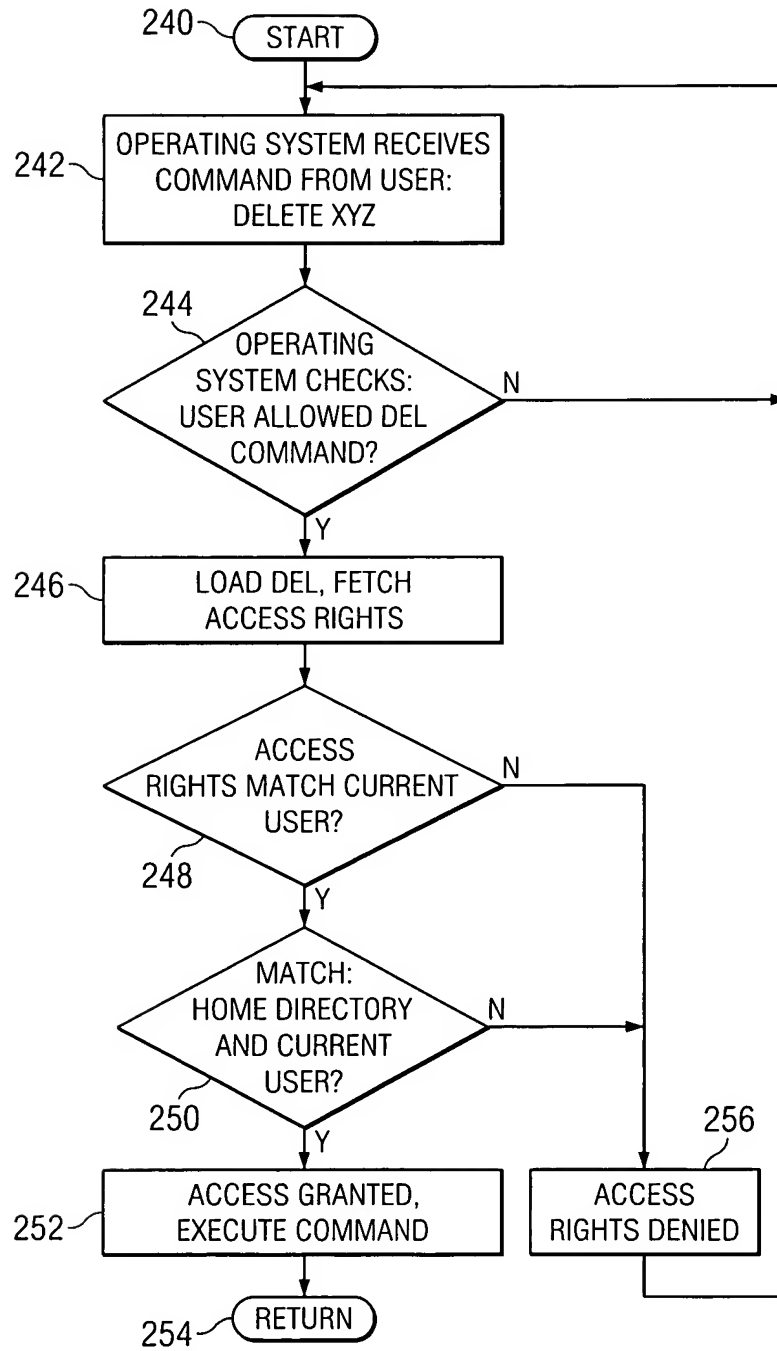 240
START
242
OPERATING SYSTEM RECEIVES
COMMAND FROM USER:
DELETE XYZ
244
OPERATING
SYSTEM CHECKS:
USER ALLOWED DEL
COMMAND?
N
Y
246
LOAD DEL, FETCH
ACCESS RIGHTS
ACCESS
RIGHTS MATCH CURRENT
USER?
N
248
Y
MATCH:
HOME DIRECTORY
AND CURRENT
USER?
N
250
Y
252
ACCESS GRANTED,
EXECUTE COMMAND
256
ACCESS
RIGHTS DENIED
254
RETURN